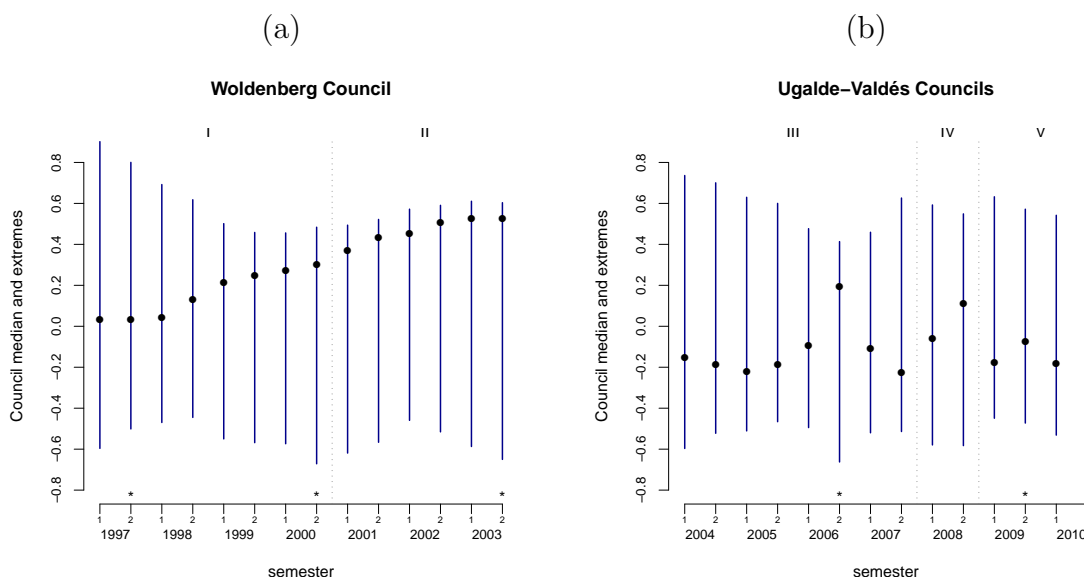 (a)
(b)
Woldenberg Council
I
II
Council median and extremes
0.8
0.6
0.4
0.2
0.0
−0.2
−0.4
−0.6
−0.8
* * *
1 2 1 2 1 2 1 2 1 2 1 2 1 2
1997 1998 1999 2000 2001 2002 2003
semester
Ugalde−Valdés Councils
III
IV
V
Council median and extremes
0.8
0.6
0.4
0.2
0.0
−0.2
−0.4
−0.6
−0.8
* *
1 2 1 2 1 2 1 2 1 2 1 2 1
2004 2005 2006 2007 2008 2009 2010
semester